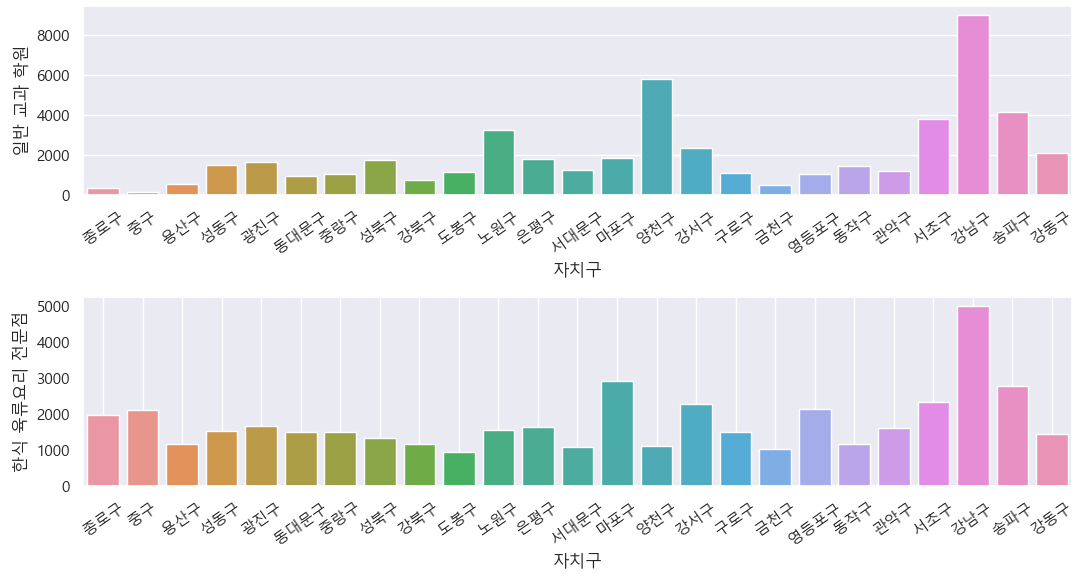 일반 교과 학원
8000
6000
4000
2000
0
종로구 중구 용산구 성동구 광진구 동대문구 중랑구 성북구 강북구 도봉구 노원구 은평구 서대문구 마포구 양천구 강서구 구로구 금천구 영등포구 동작구 관악구 서초구 강남구 송파구 강동구
자치구
한식 육류요리 전문점
5000
4000
3000
2000
1000
0
종로구 중구 용산구 성동구 광진구 동대문구 중랑구 성북구 강북구 도봉구 노원구 은평구 서대문구 마포구 양천구 강서구 구로구 금천구 영등포구 동작구 관악구 서초구 강남구 송파구 강동구
자치구